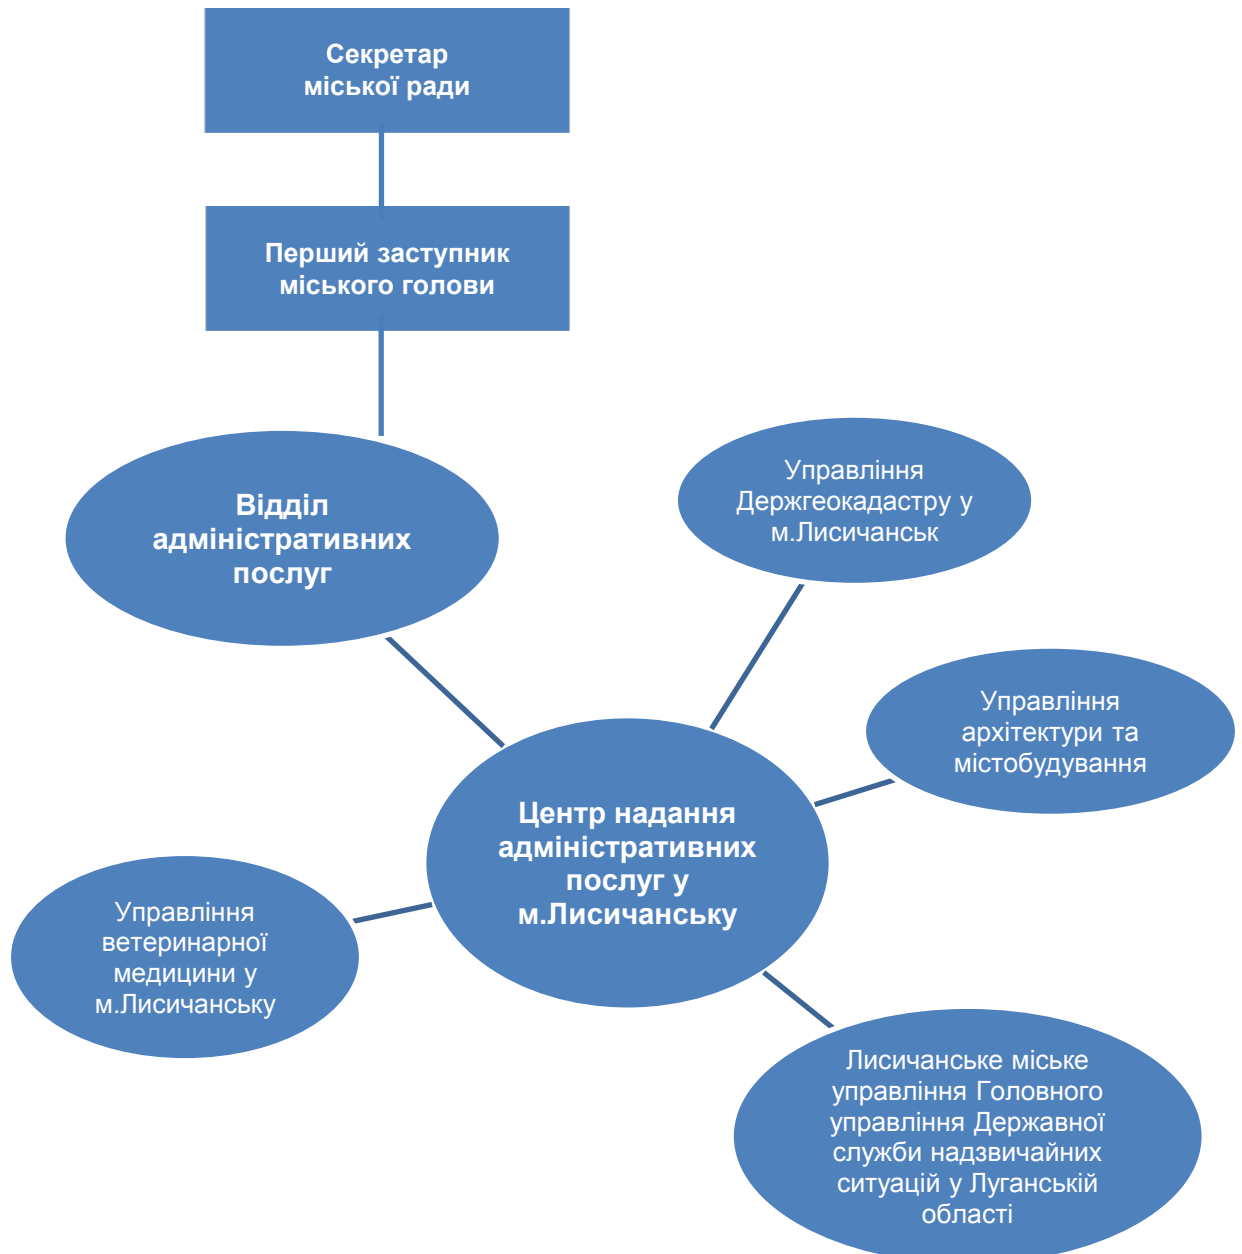 Секретар
міської ради
Перший заступник
міського голови
Відділ
адміністративних
послуг
Управління
Держгеокадастру у
м.Лисичанськ
Управління
архітектури та
містобудування
Центр надання
адміністративних
послуг у
м.Лисичанську
Управління
ветеринарної
медицини у
м.Лисичанську
Лисичанське міське
управління Головного
управління Державної
служби надзвичайних
ситуацій у Луганській
області